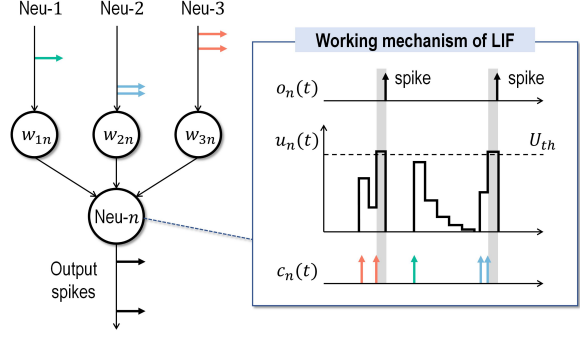 Neu-1 Neu-2 Neu-3
w₁ₙ w₂ₙ w₃ₙ
Neu-n
Output
spikes
Working mechanism of LIF
oₙ(t) spike spike
uₙ(t) Uₜₕ
cₙ(t)